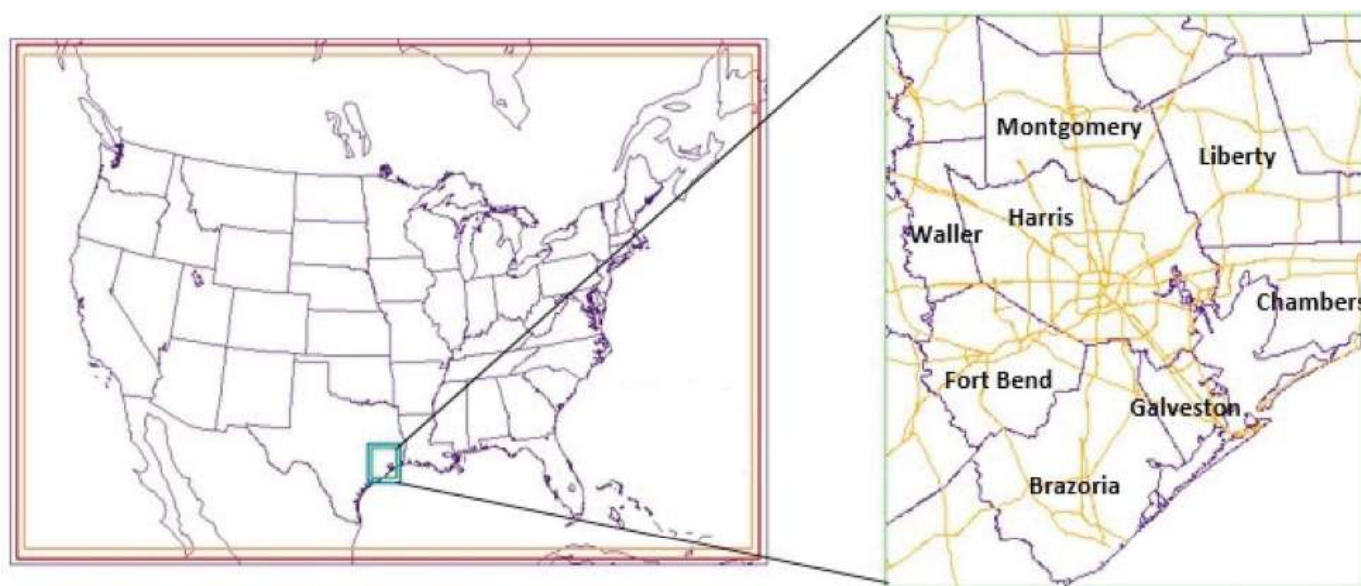 Montgomery
Liberty
Harris
Waller
Chambers
Fort Bend
Galveston
Brazoria